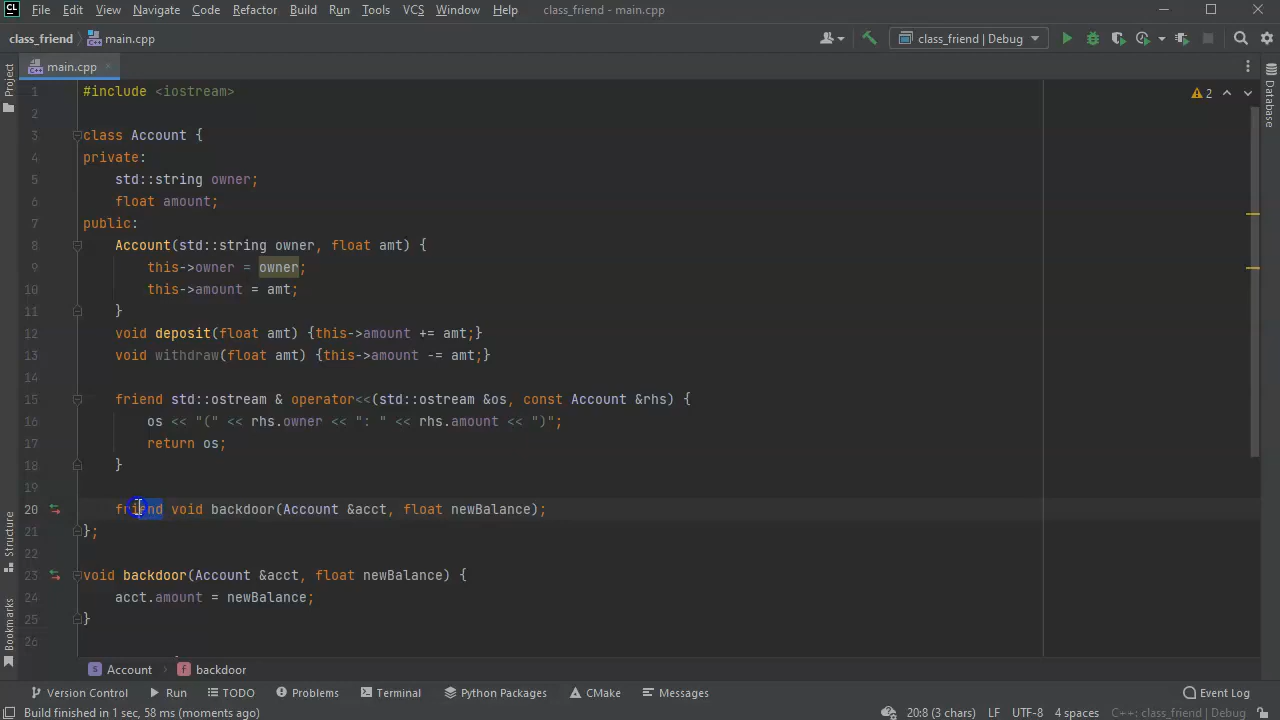 CL File Edit View Navigate Code Refactor Build Run Tools VCS Window Help class_friend - main.cpp
class_friend main.cpp class_friend | Debug
Project main.cpp Database
1 #include <iostream> 2
2
3 class Account {
4 private:
5 std::string owner;
6 float amount;
7 public:
8 Account(std::string owner, float amt) {
9 this->owner = owner;
10 this->amount = amt;
11 }
12 void deposit(float amt) {this->amount += amt;}
13 void withdraw(float amt) {this->amount -= amt;}
14
15 friend std::ostream & operator<<(std::ostream &os, const Account &rhs) {
16 os << "(" << rhs.owner << ": " << rhs.amount << ")";
17 return os;
18 }
19
20 friend void backdoor(Account &acct, float newBalance);
21 };
22
23 void backdoor(Account &acct, float newBalance) {
24 acct.amount = newBalance;
25 }
26
Structure
Bookmarks
S Account f backdoor
Version Control Run TODO Problems Terminal Python Packages CMake Messages Event Log
Build finished in 1 sec, 58 ms (moments ago) 20:8 (3 chars) LF UTF-8 4 spaces C++: class_friend | Debug